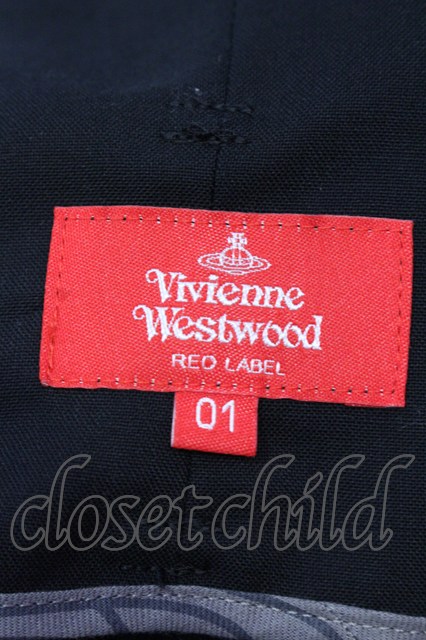 Vivienne
Westwood
RED LABEL
01
closetchild